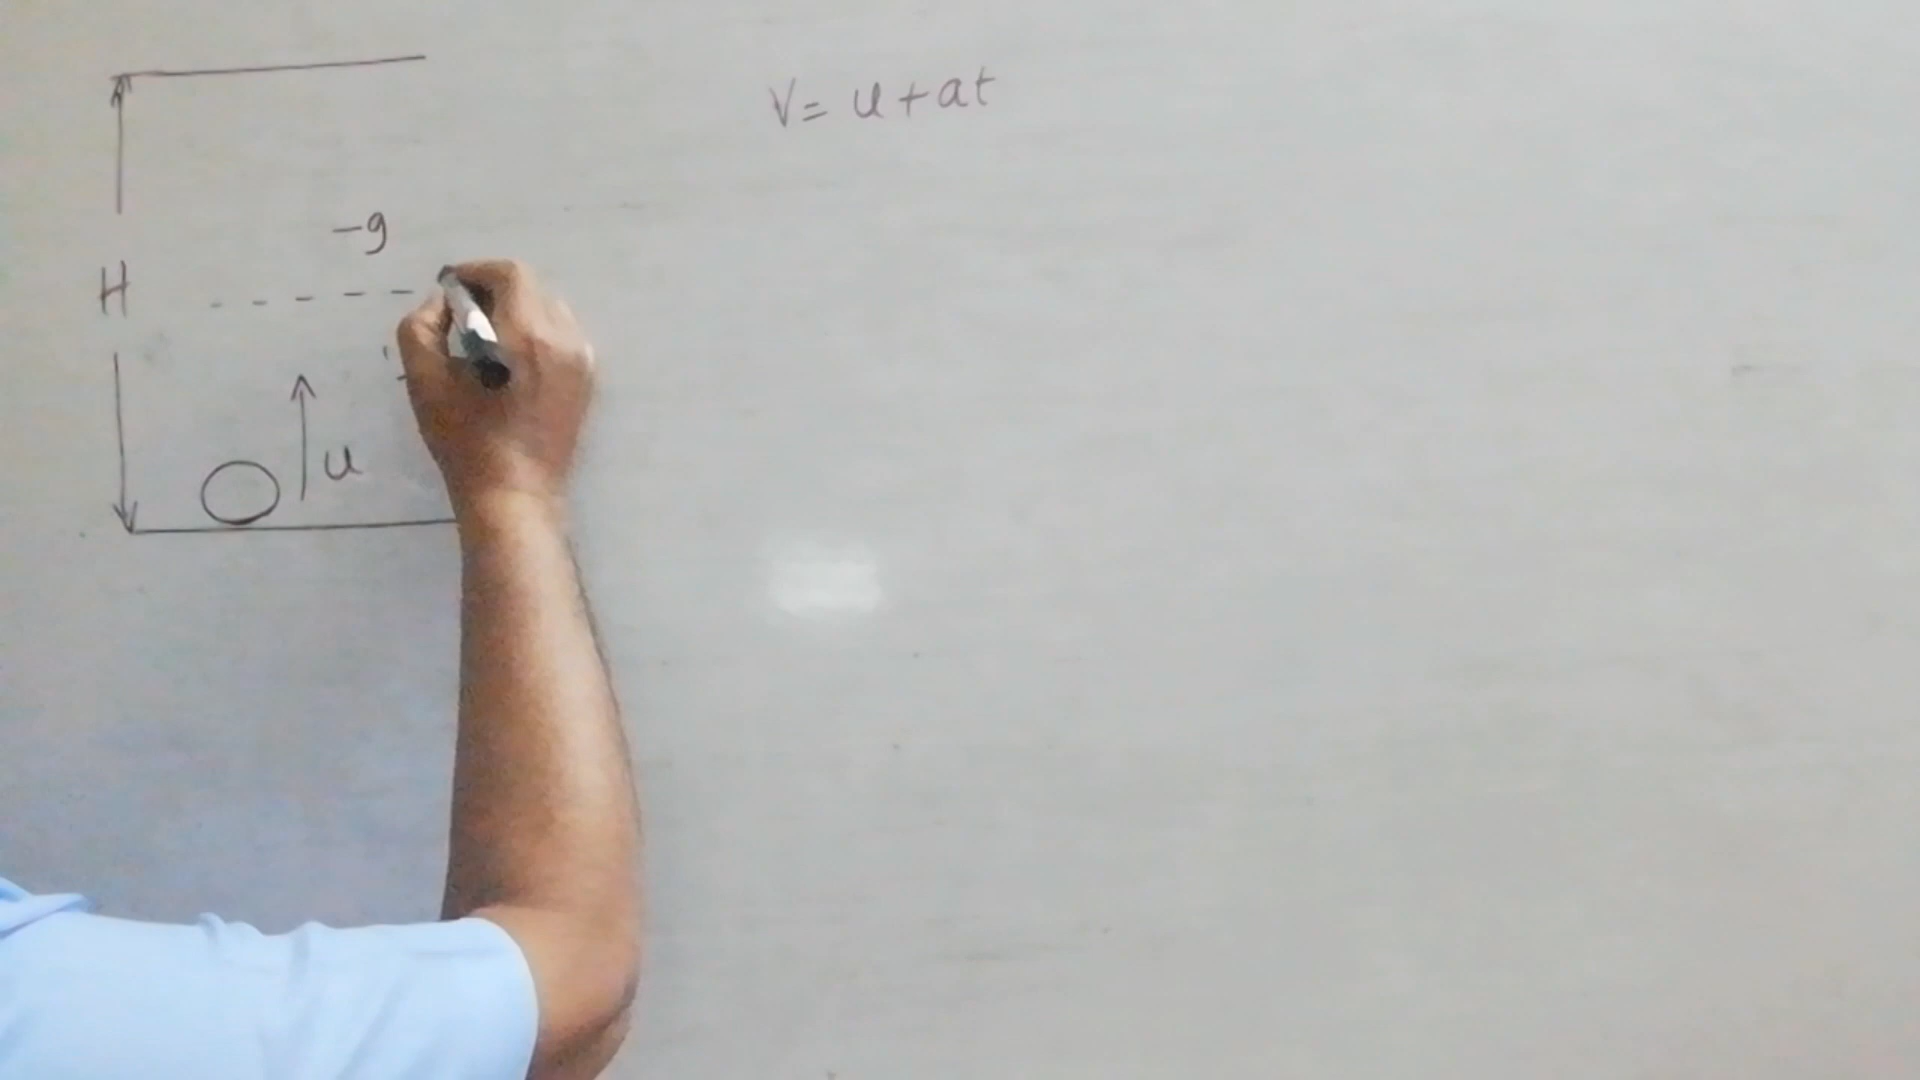 V = u + at
-g
H
u